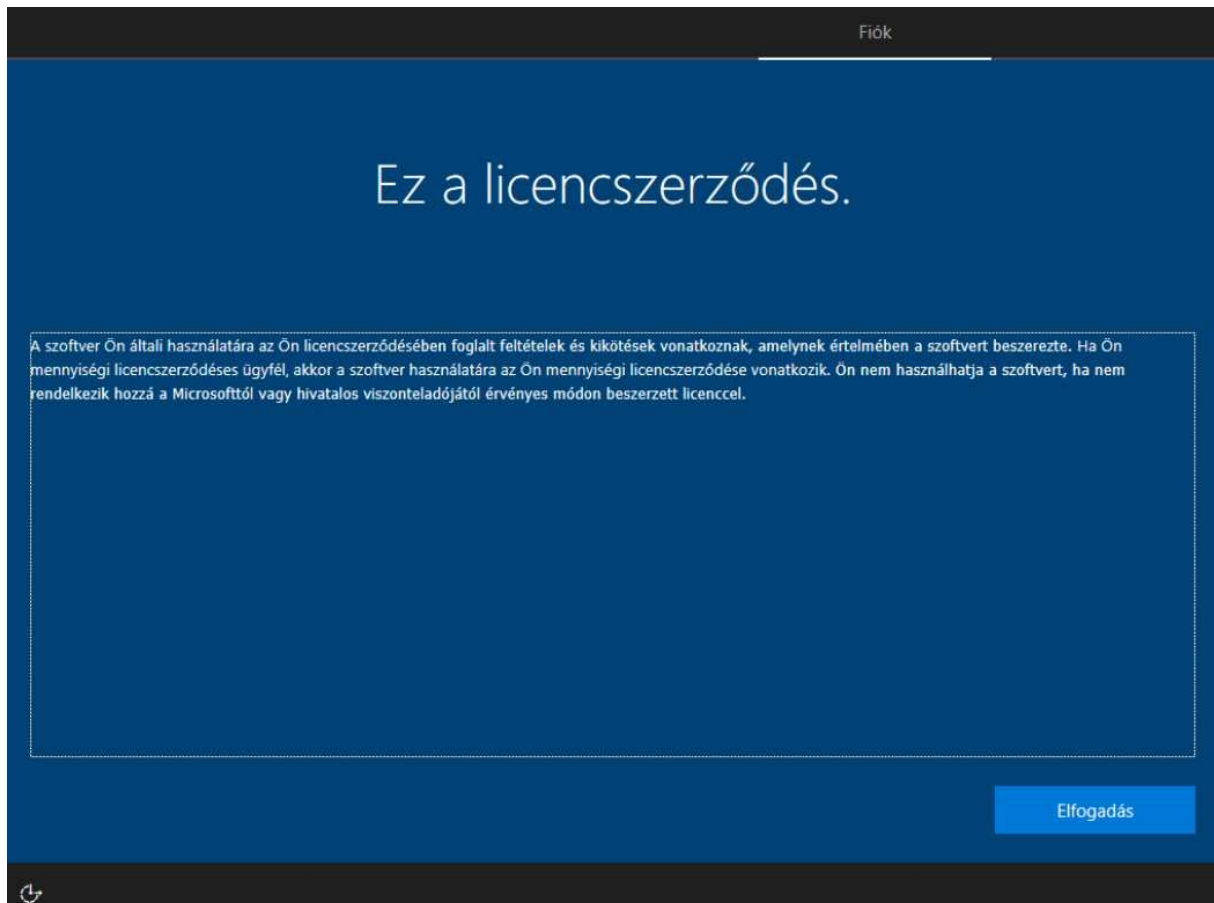 Fiók
Ez a licencszerződés.
A szoftver Ön általi használatára az Ön licencszerződésében foglalt feltételek és kikötések vonatkoznak, amelynek értelmében a szoftvert beszerezte. Ha Ön
mennyiségi licencszerződéses ügyfél, akkor a szoftver használatára az Ön mennyiségi licencszerződése vonatkozik. Ön nem használhatja a szoftvert, ha nem
rendelkezik hozzá a Microsofttól vagy hivatalos viszonteladójától érvényes módon beszerzett licenccel.
Elfogadás